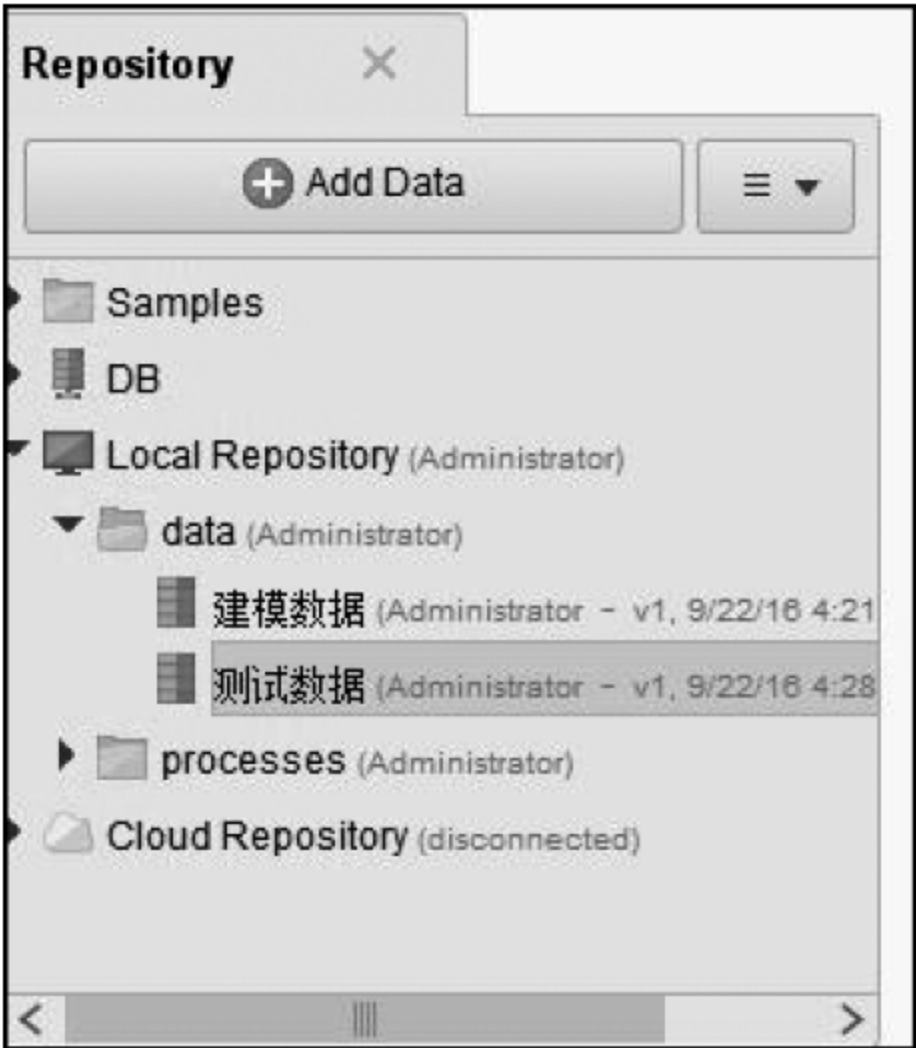 Repository
Add Data
Samples
DB
Local Repository (Administrator)
data (Administrator)
建模数据 (Administrator - v1, 9/22/16 4:21
测试数据 (Administrator - v1, 9/22/16 4:28
processes (Administrator)
Cloud Repository (disconnected)